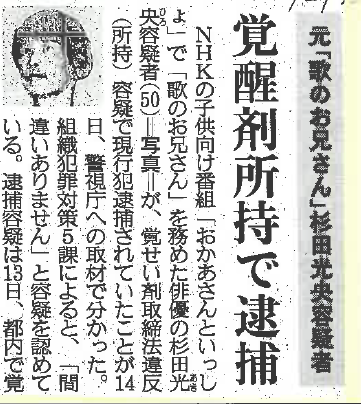 元「歌のお兄さん」杉田光央容疑者
覚醒剤所持で逮捕
NHKの子供向け番組「おかあさんといっし
ょ」で「歌のお兄さん」を務めた俳優の杉田光
央容疑者(50)=写真=が、覚せい剤取締法違反
(所持)容疑で現行犯逮捕されていたことが14
日、警視庁への取材で分かった。
組織犯罪対策5課によると、「間
違いありません」と容疑を認めて
いる。逮捕容疑は13日、都内で覚